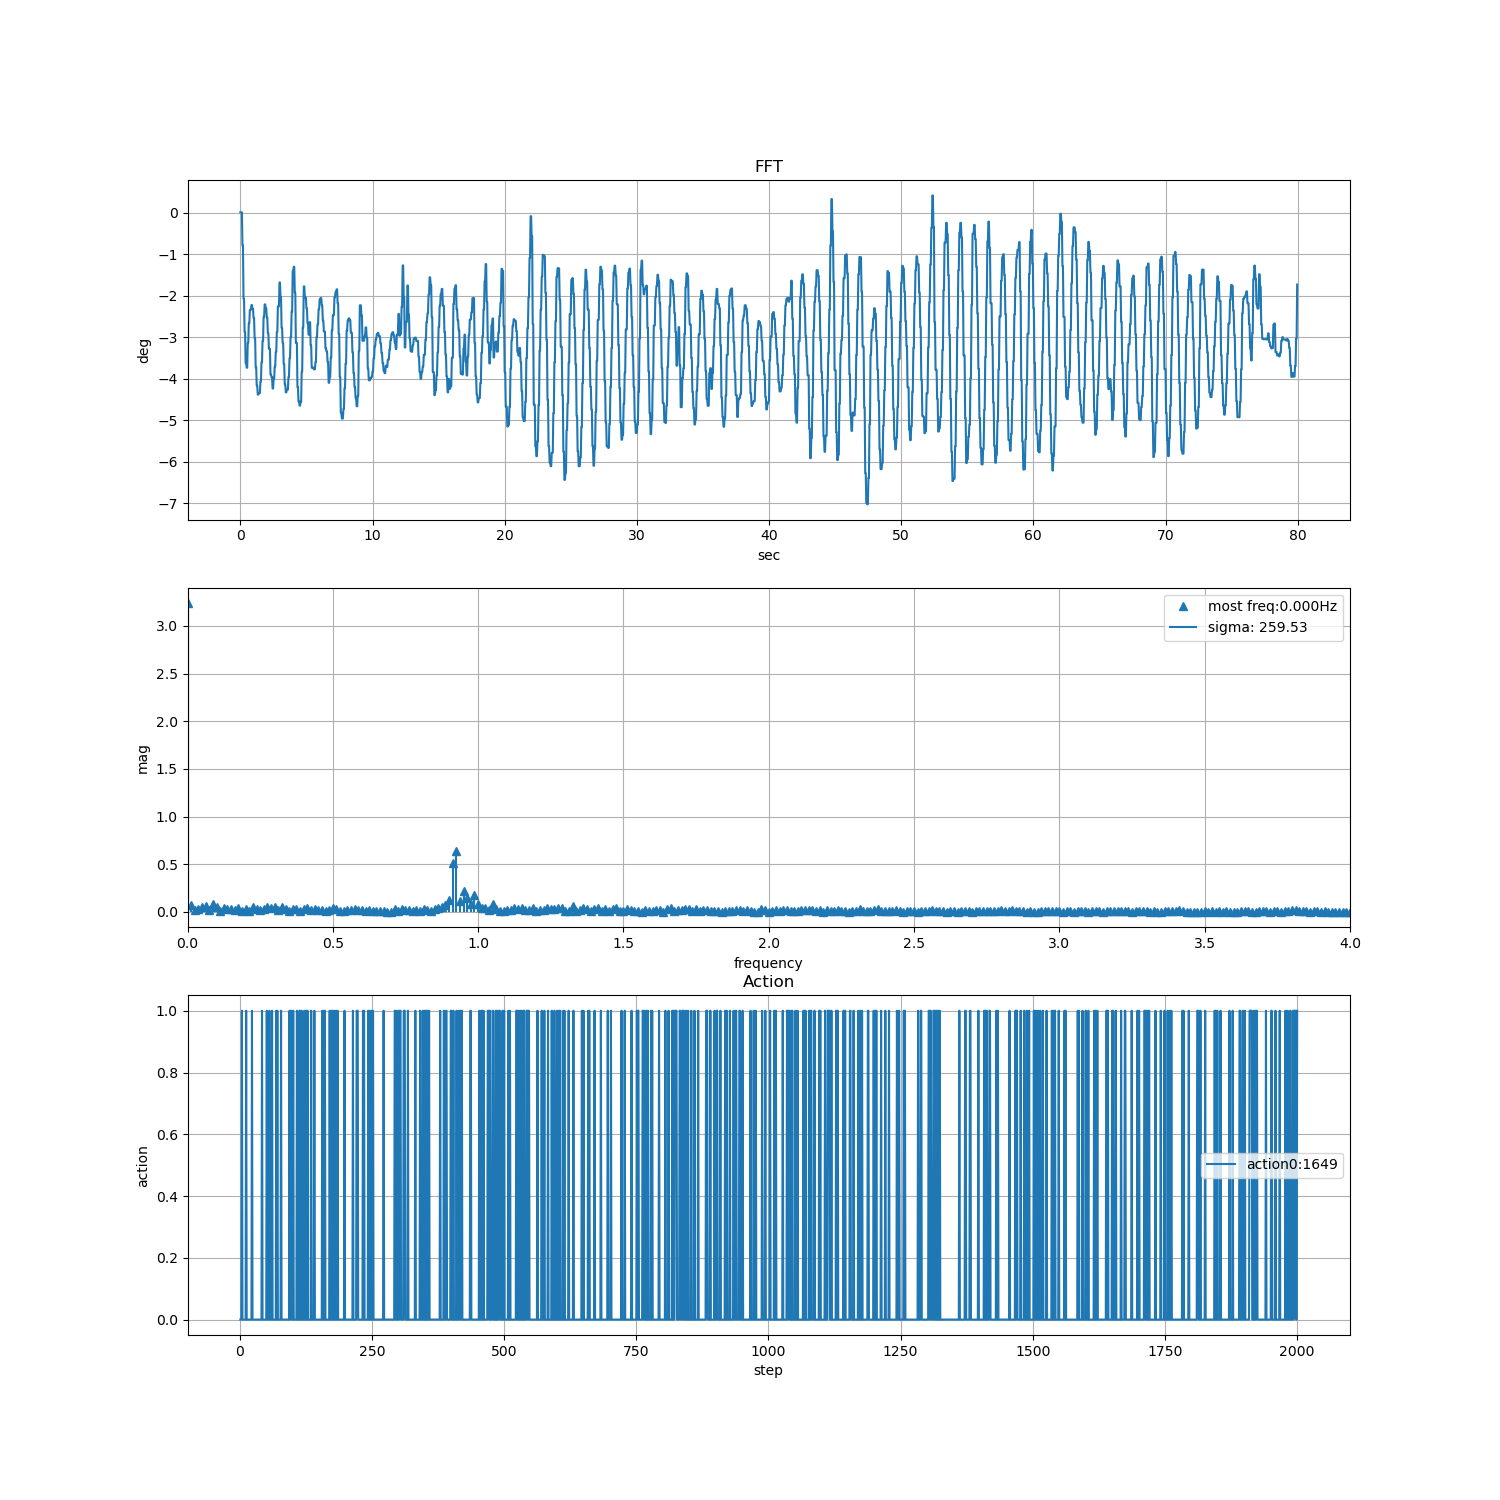 FFT
0
−1
−2
−3
−4
−5
−6
−7
deg
0 10 20 30 40 50 60 70 80
sec
most freq:0.000Hz
sigma: 259.53
3.0
2.5
2.0
1.5
1.0
0.5
0.0
mag
0.0 0.5 1.0 1.5 2.0 2.5 3.0 3.5 4.0
frequency
Action
1.0
0.8
0.6
0.4
0.2
0.0
action
action0:1649
0 250 500 750 1000 1250 1500 1750 2000
step